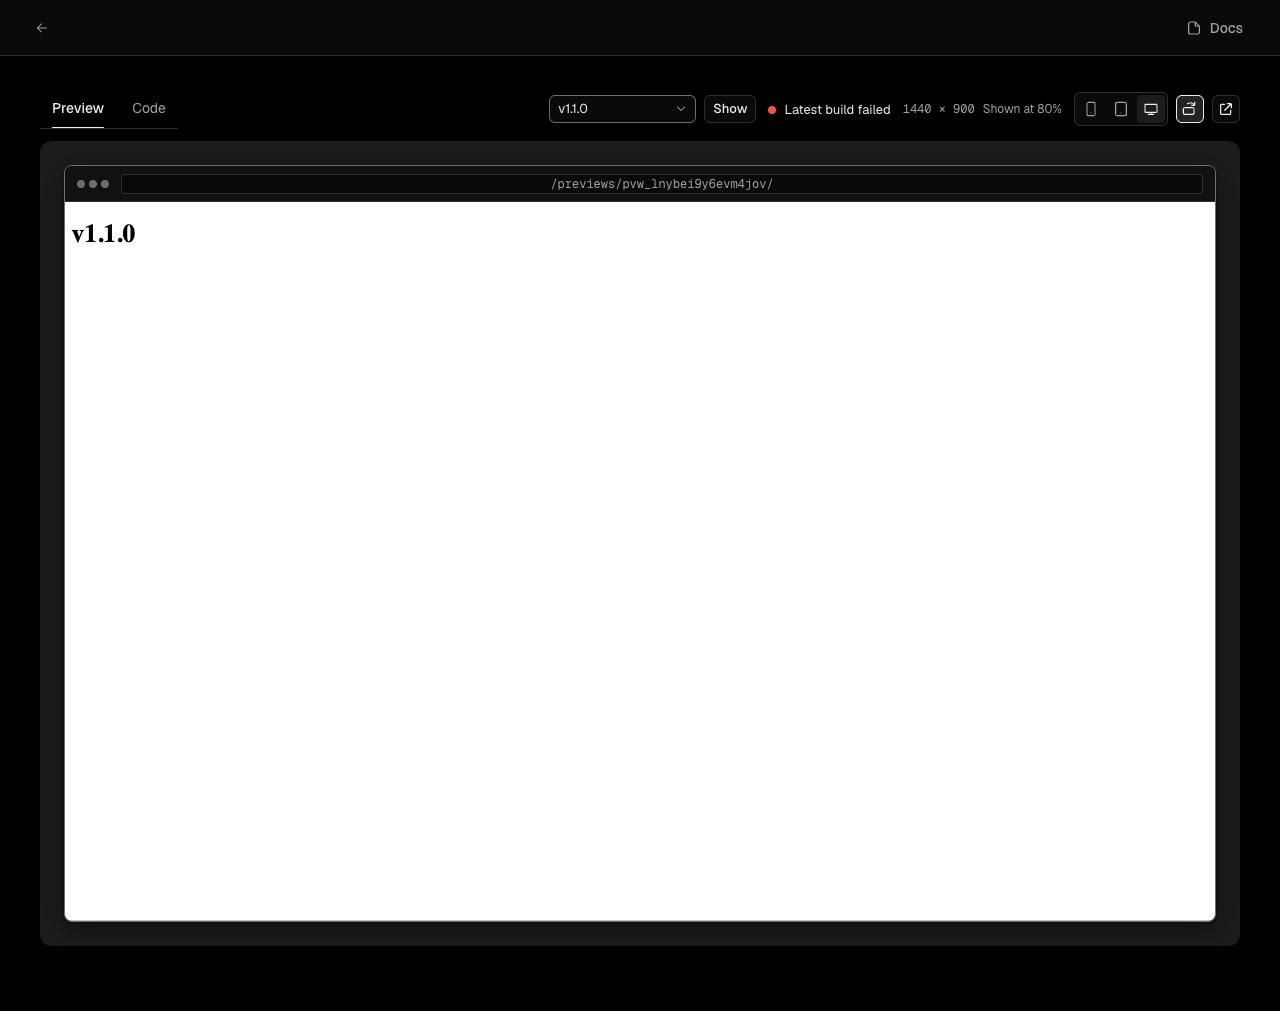 Docs
Preview
Code
v1.1.0
Show
Latest build failed
1440 × 900
Shown at 80%
/previews/pvw_lnybei9y6evm4jov/
v1.1.0